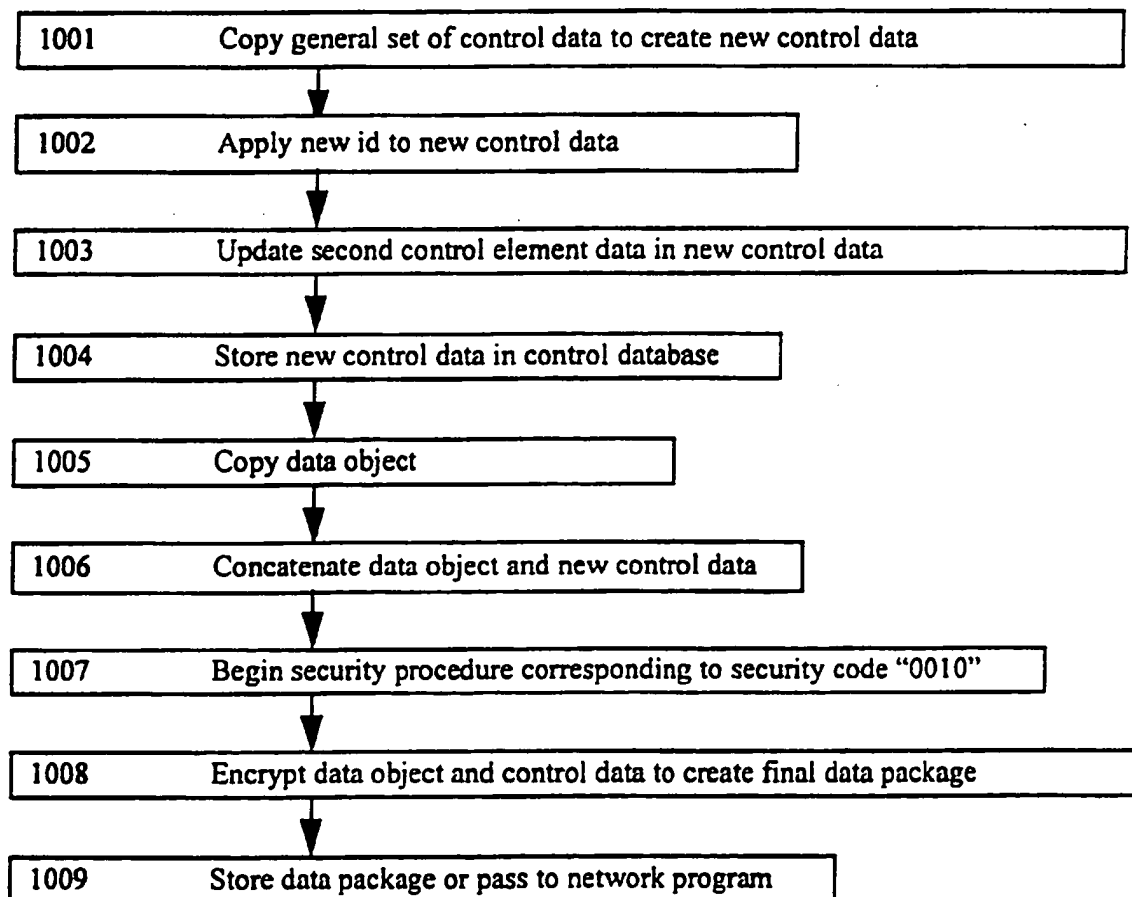 1001 Copy general set of control data to create new control data
1002 Apply new id to new control data
1003 Update second control element data in new control data
1004 Store new control data in control database
1005 Copy data object
1006 Concatenate data object and new control data
1007 Begin security procedure corresponding to security code “0010”
1008 Encrypt data object and control data to create final data package
1009 Store data package or pass to network program